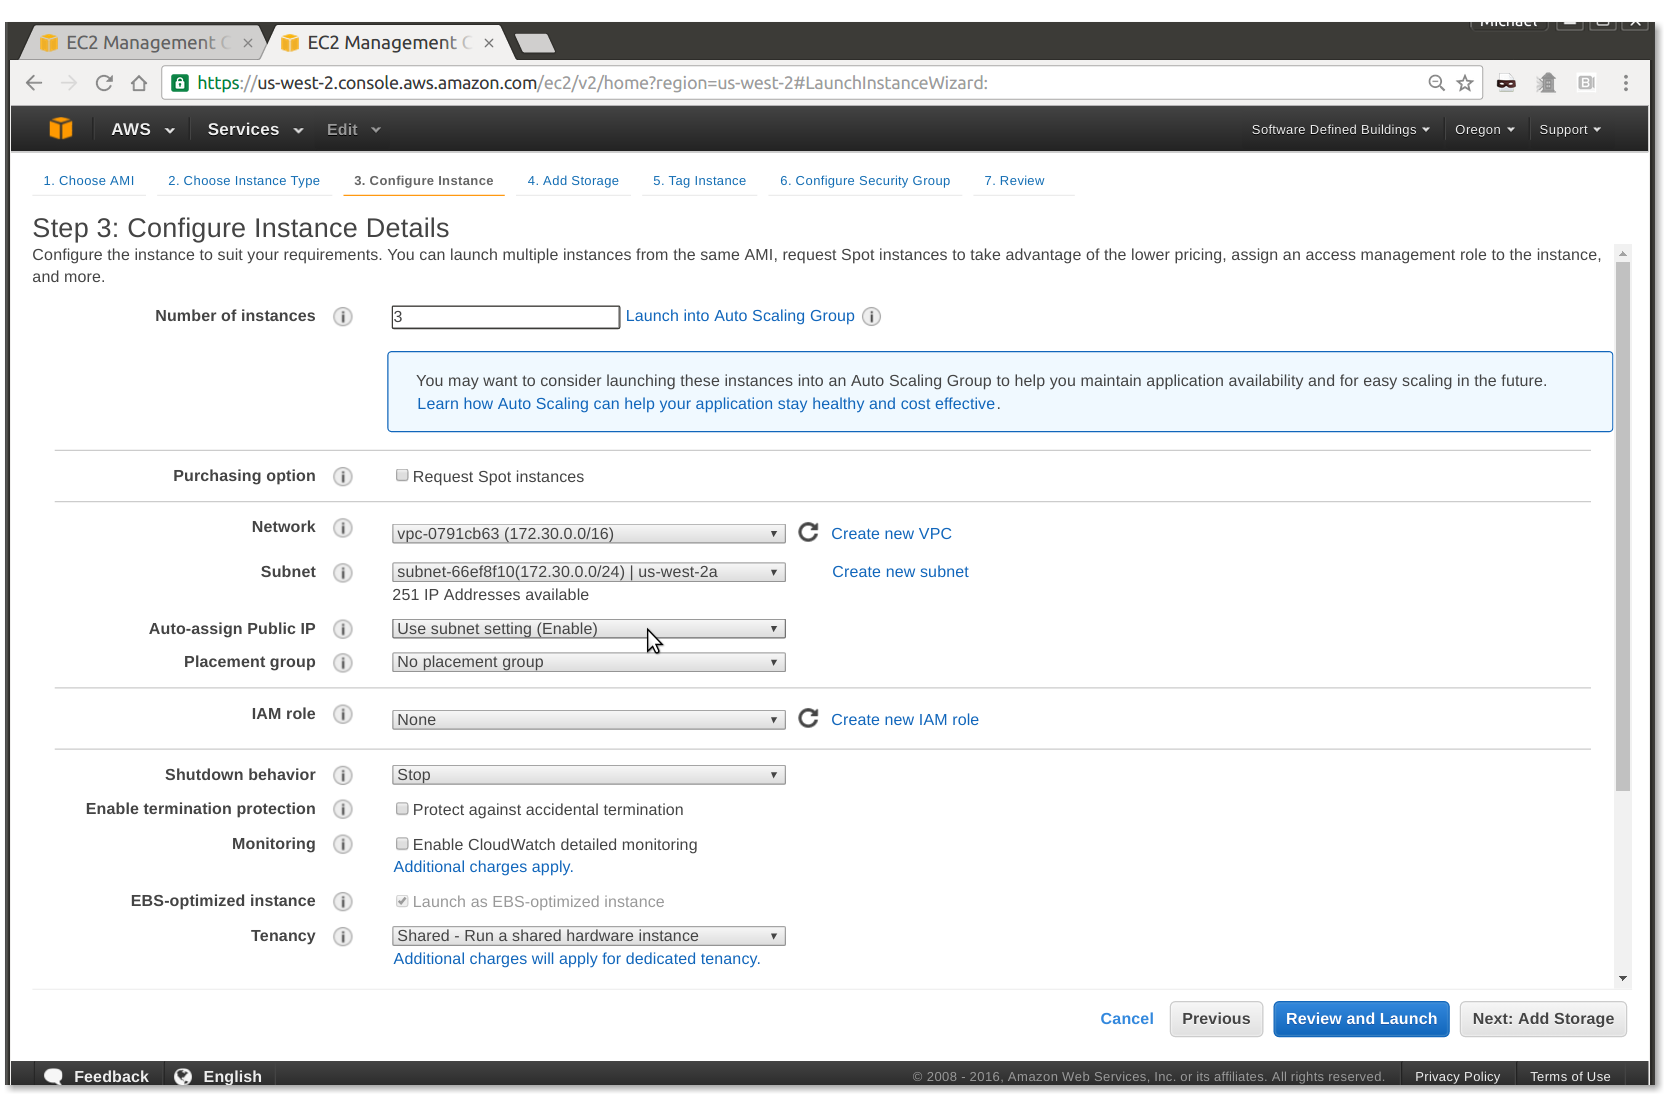 Michael
EC2 Management C
EC2 Management C
https://us-west-2.console.aws.amazon.com/ec2/v2/home?region=us-west-2#LaunchInstanceWizard:
AWS Services Edit Software Defined Buildings Oregon Support
1. Choose AMI 2. Choose Instance Type 3. Configure Instance 4. Add Storage 5. Tag Instance 6. Configure Security Group 7. Review
Step 3: Configure Instance Details
Configure the instance to suit your requirements. You can launch multiple instances from the same AMI, request Spot instances to take advantage of the lower pricing, assign an access management role to the instance,
and more.
Number of instances 3 Launch into Auto Scaling Group
You may want to consider launching these instances into an Auto Scaling Group to help you maintain application availability and for easy scaling in the future.
Learn how Auto Scaling can help your application stay healthy and cost effective.
Purchasing option Request Spot instances
Network vpc-0791cb63 (172.30.0.0/16) Create new VPC
Subnet subnet-66ef8f10(172.30.0.0/24) | us-west-2a Create new subnet
251 IP Addresses available
Auto-assign Public IP Use subnet setting (Enable)
Placement group No placement group
IAM role None Create new IAM role
Shutdown behavior Stop
Enable termination protection Protect against accidental termination
Monitoring Enable CloudWatch detailed monitoring
Additional charges apply.
EBS-optimized instance Launch as EBS-optimized instance
Tenancy Shared - Run a shared hardware instance
Additional charges will apply for dedicated tenancy.
Cancel Previous Review and Launch Next: Add Storage
Feedback English © 2008 - 2016, Amazon Web Services, Inc. or its affiliates. All rights reserved. Privacy Policy Terms of Use